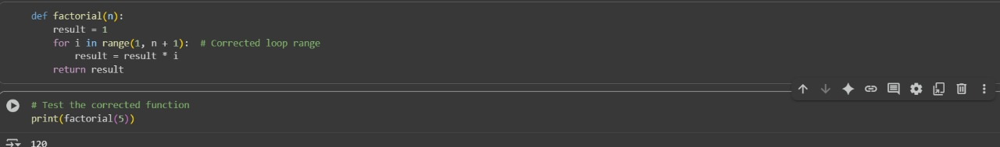 def factorial(n):
    result = 1
    for i in range(1, n + 1):  # Corrected loop range
        result = result * i
    return result
# Test the corrected function
print(factorial(5))
120